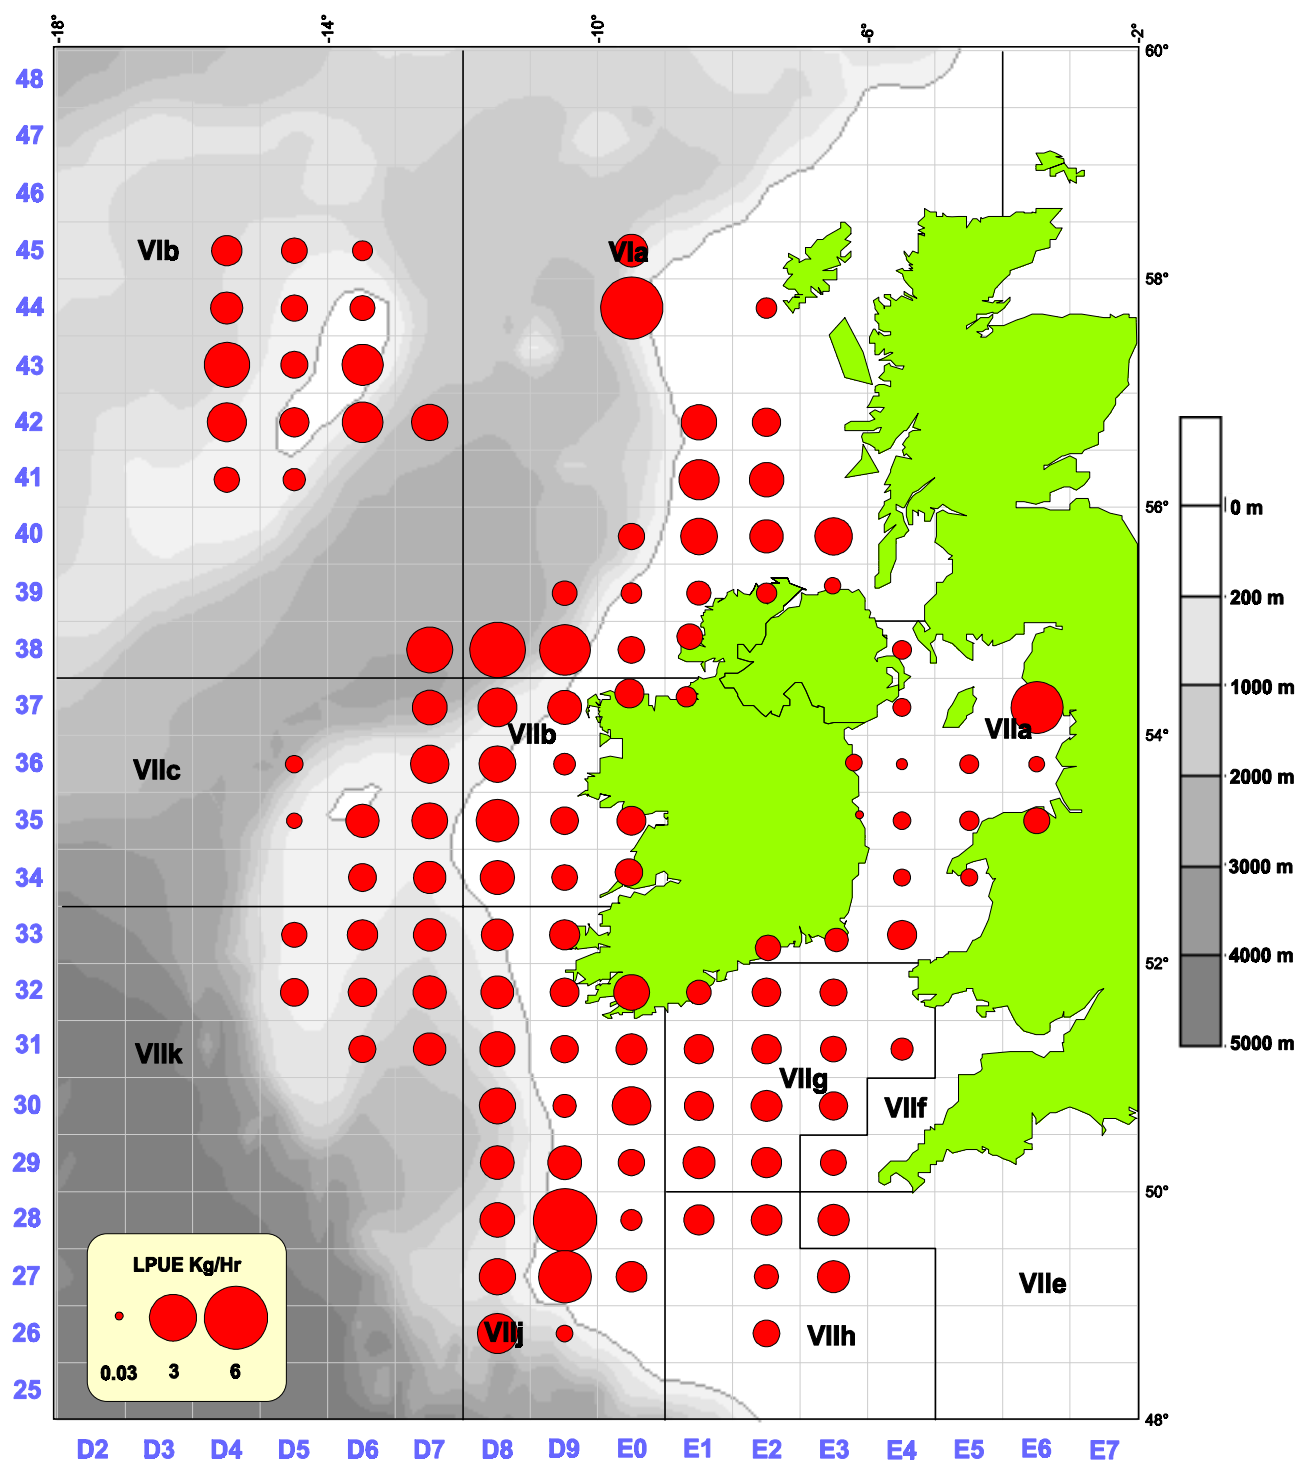 -18°
-14°
-10°
-6°
-2°
60°
48
47
46
45
VIb
VIa
58°
44
43
42
41
56°
40
39
38
37
VIIb
VIIa
54°
36
VIIc
35
34
33
52°
32
31
VIIk
VIIg
30
VIIf
29
50°
28
27
VIIe
26
VIIj
VIIh
25
48°
0 m
200 m
1000 m
2000 m
3000 m
4000 m
5000 m
LPUE Kg/Hr
0.03
3
6
D2
D3
D4
D5
D6
D7
D8
D9
E0
E1
E2
E3
E4
E5
E6
E7